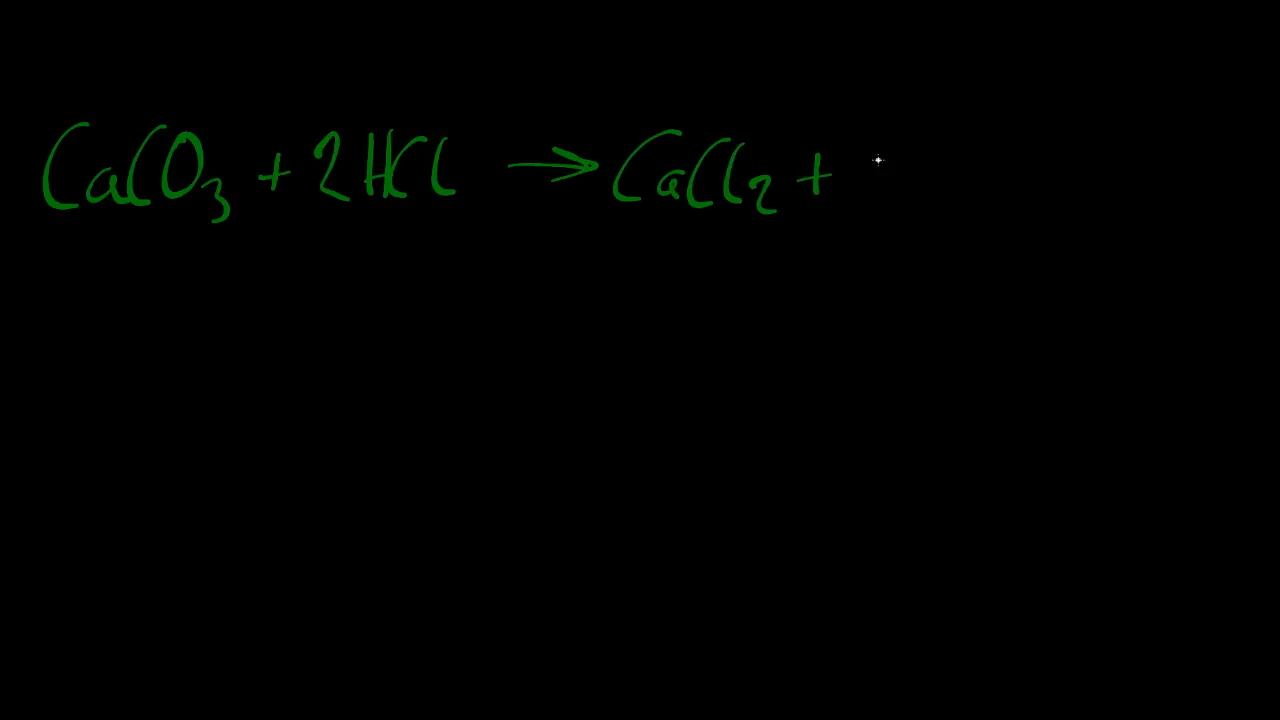 CaCO₃ + 2HCl → CaCl₂ +